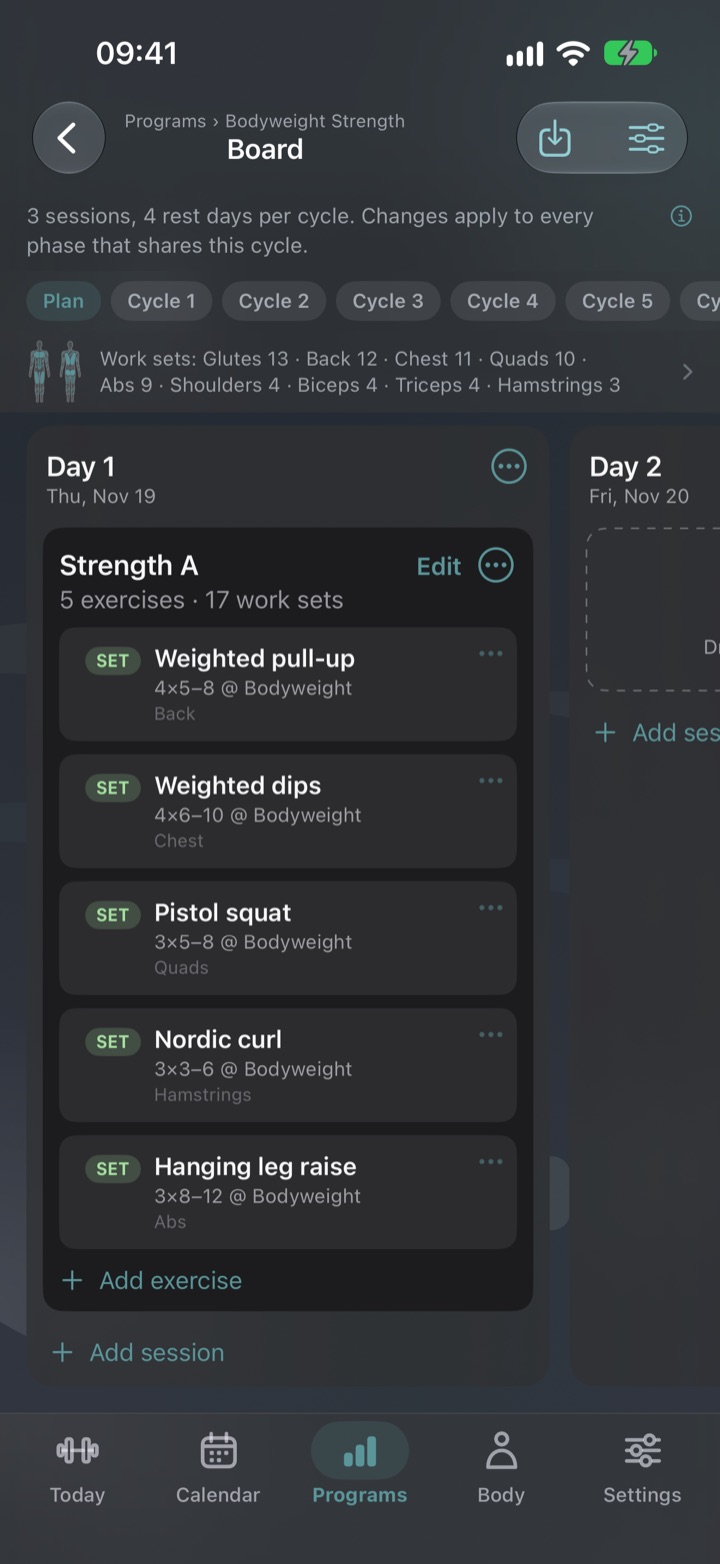 09:41
Programs › Bodyweight Strength
Board
3 sessions, 4 rest days per cycle. Changes apply to every
phase that shares this cycle.
Plan
Cycle 1
Cycle 2
Cycle 3
Cycle 4
Cycle 5
Cy
Work sets: Glutes 13 · Back 12 · Chest 11 · Quads 10 ·
Abs 9 · Shoulders 4 · Biceps 4 · Triceps 4 · Hamstrings 3
Day 1
Thu, Nov 19
Strength A
Edit
5 exercises · 17 work sets
SET
Weighted pull-up
4×5–8 @ Bodyweight
Back
SET
Weighted dips
4×6–10 @ Bodyweight
Chest
SET
Pistol squat
3×5–8 @ Bodyweight
Quads
SET
Nordic curl
3×3–6 @ Bodyweight
Hamstrings
SET
Hanging leg raise
3×8–12 @ Bodyweight
Abs
+ Add exercise
+ Add session
Day 2
Fri, Nov 20
+ Add ses
Today
Calendar
Programs
Body
Settings